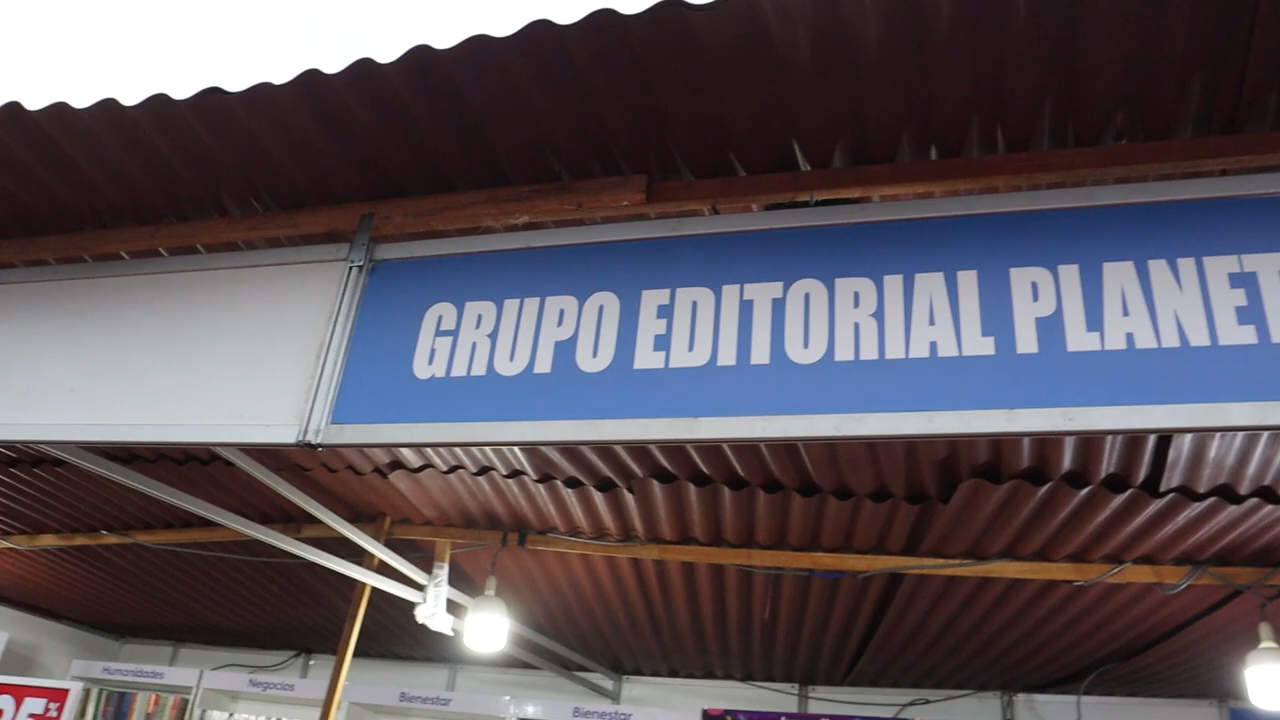 GRUPO EDITORIAL PLANET
Humanidades
Negocios
Bienestar
Bienestar
%